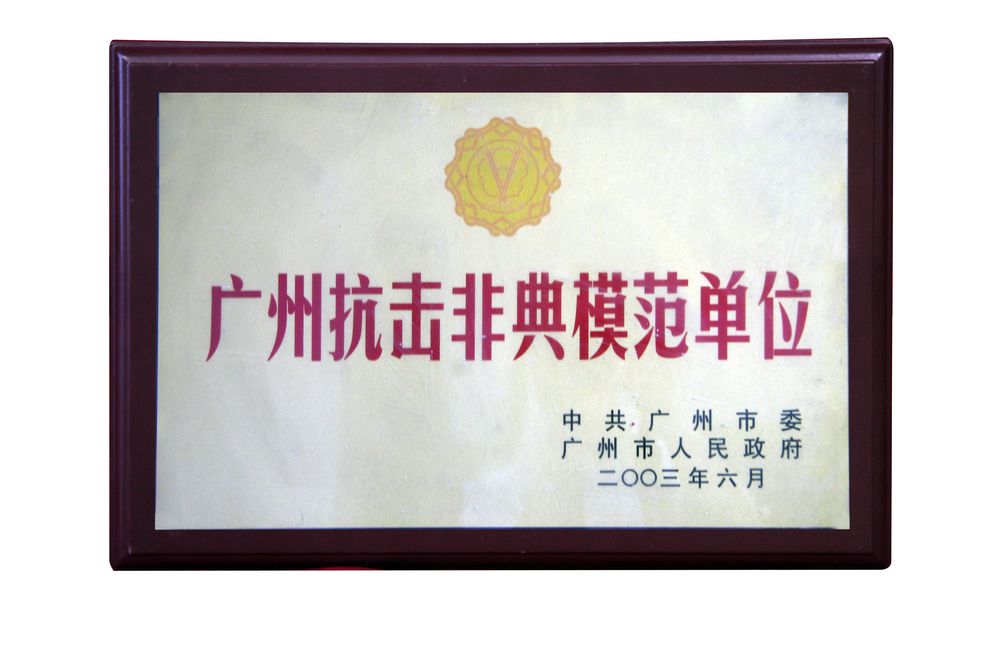 广州抗击非典模范单位
中共广州市委
广州市人民政府
二〇〇三年六月